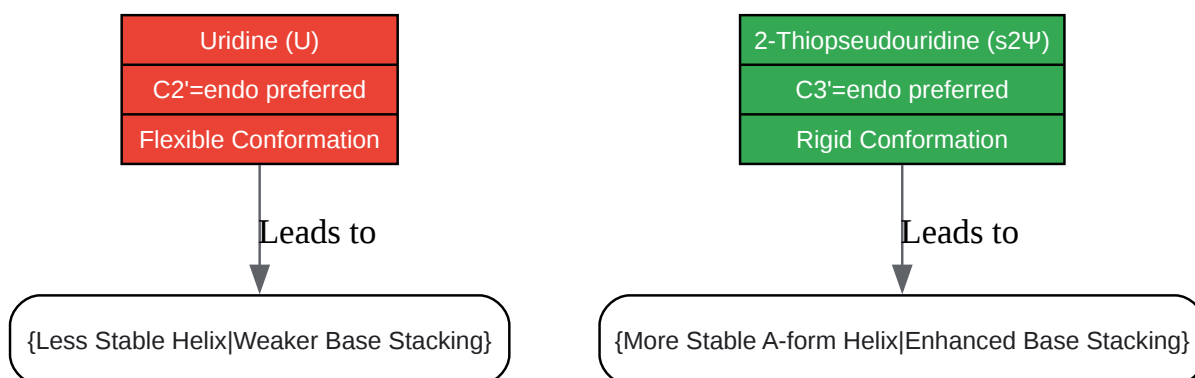 Uridine (U)
C2'=endo preferred
Flexible Conformation
Leads to
{Less Stable Helix|Weaker Base Stacking}
2-Thiopseudouridine (s2Ψ)
C3'=endo preferred
Rigid Conformation
Leads to
{More Stable A-form Helix|Enhanced Base Stacking}